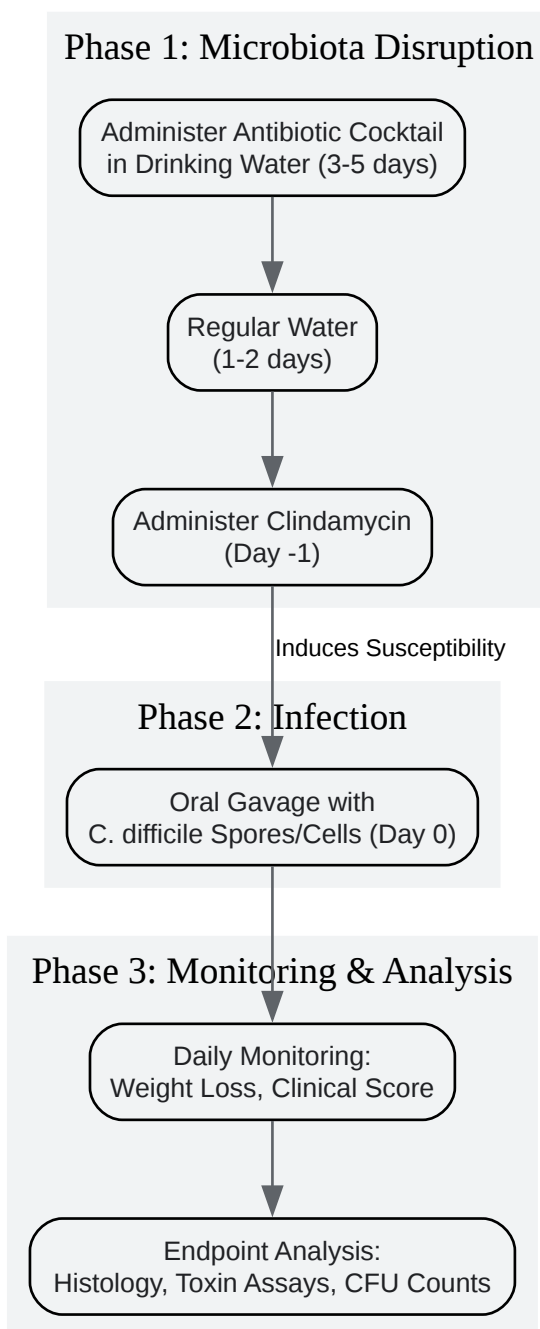 Phase 1: Microbiota Disruption
Administer Antibiotic Cocktail
in Drinking Water (3-5 days)
Regular Water
(1-2 days)
Administer Clindamycin
(Day -1)
Induces Susceptibility
Phase 2: Infection
Oral Gavage with
C. difficile Spores/Cells (Day 0)
Phase 3: Monitoring & Analysis
Daily Monitoring:
Weight Loss, Clinical Score
Endpoint Analysis:
Histology, Toxin Assays, CFU Counts